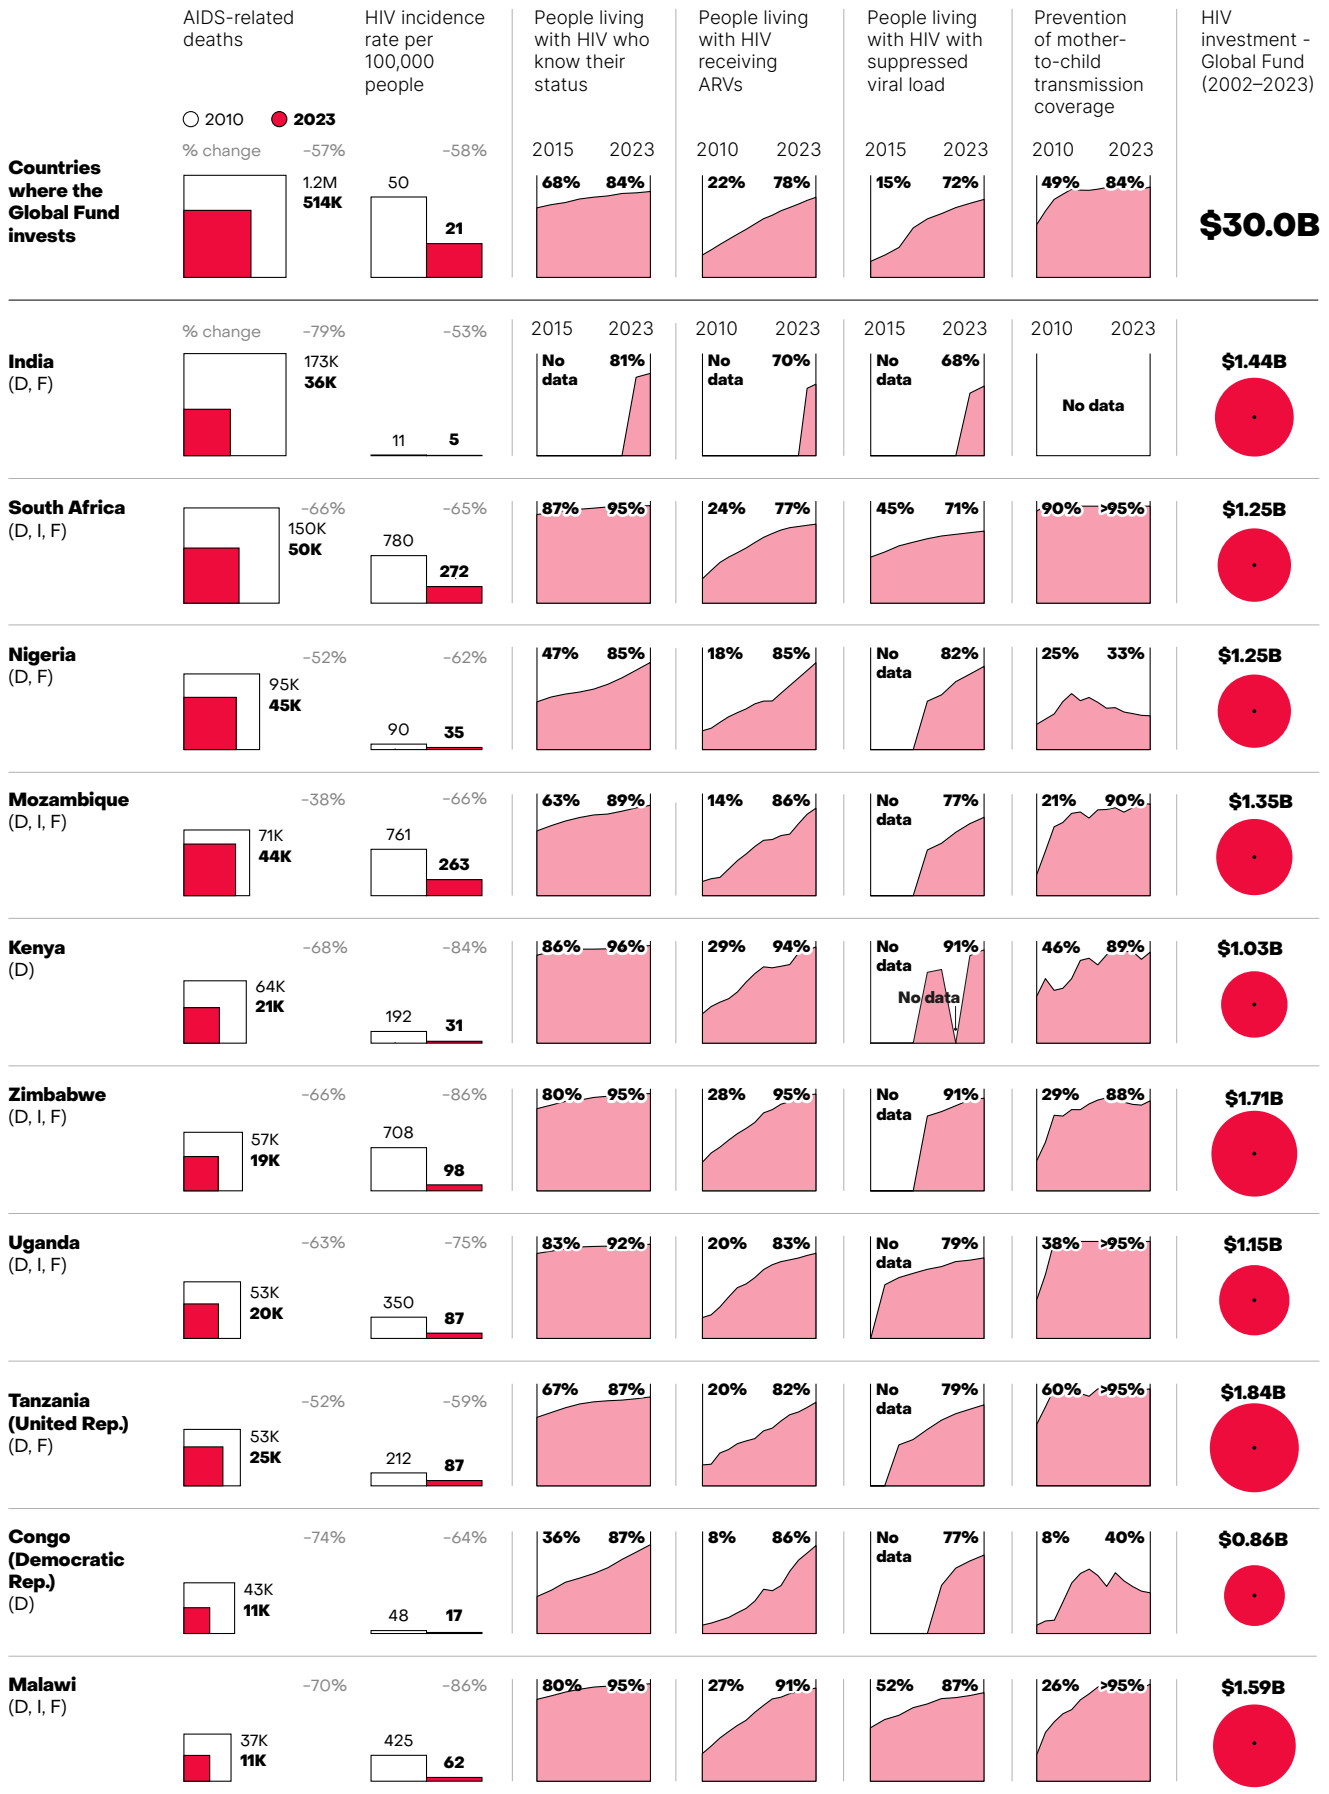 AIDS-related
deaths
HIV incidence
rate per
100,000
people
People living
with HIV who
know their
status
People living
with HIV
receiving
ARVs
People living
with HIV with
suppressed
viral load
Prevention
of mother-
to-child
transmission
coverage
HIV
investment -
Global Fund
(2002–2023)
2010 2023
Countries
where the
Global Fund
invests
% change -57% -58%
1.2M
514K
50
21
2015 2023
68% 84%
2010 2023
22% 78%
2015 2023
15% 72%
2010 2023
49% 84%
$30.0B
India
(D, F)
% change -79% -53%
173K
36K
11 5
2015 2023
No
data
81%
2010 2023
No
data
70%
2015 2023
No
data
68%
2010 2023
No data
$1.44B
South Africa
(D, I, F)
-66% -65%
150K
50K
780
272
87% 95%
24% 77%
45% 71%
90% >95%
$1.25B
Nigeria
(D, F)
-52% -62%
95K
45K
90 35
47% 85%
18% 85%
No
data
82%
25% 33%
$1.25B
Mozambique
(D, I, F)
-38% -66%
71K
44K
761
263
63% 89%
14% 86%
No
data
77%
21% 90%
$1.35B
Kenya
(D)
-68% -84%
64K
21K
192 31
86% 96%
29% 94%
No
data
91%
No data
46% 89%
$1.03B
Zimbabwe
(D, I, F)
-66% -86%
57K
19K
708
98
80% 95%
28% 95%
No
data
91%
29% 88%
$1.71B
Uganda
(D, I, F)
-63% -75%
53K
20K
350
87
83% 92%
20% 83%
No
data
79%
38% >95%
$1.15B
Tanzania
(United Rep.)
(D, F)
-52% -59%
53K
25K
212 87
67% 87%
20% 82%
No
data
79%
60% >95%
$1.84B
Congo
(Democratic
Rep.)
(D)
-74% -64%
43K
11K
48 17
36% 87%
8% 86%
No
data
77%
8% 40%
$0.86B
Malawi
(D, I, F)
-70% -86%
37K
11K
425
62
80% 95%
27% 91%
52% 87%
26% >95%
$1.59B